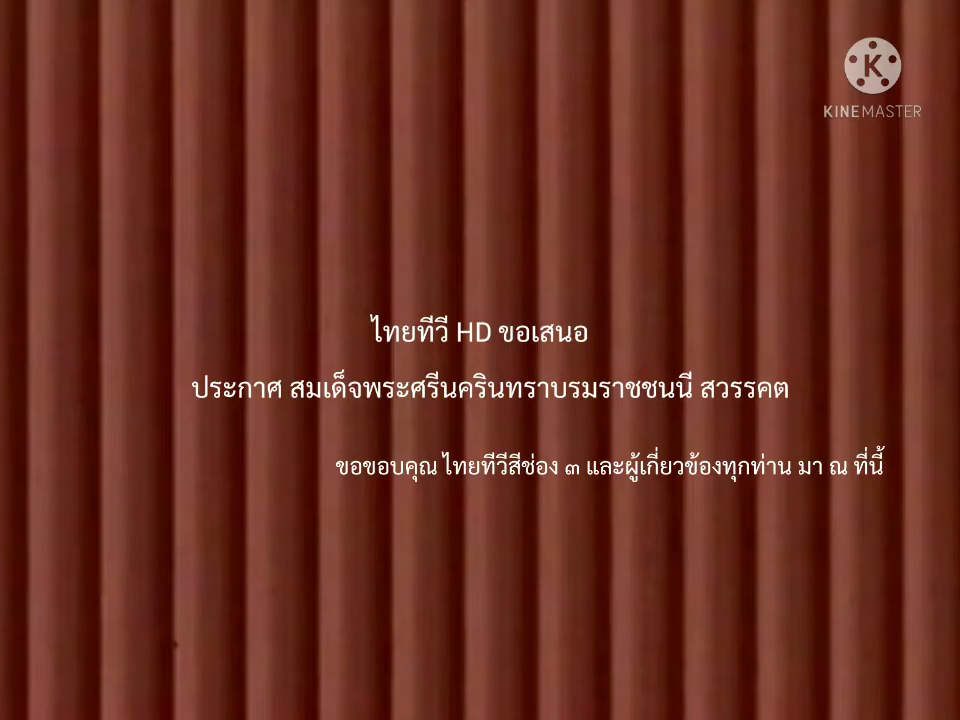 KINEMASTER
ไทยทีวี HD ขอเสนอ
ประกาศ สมเด็จพระศรีนครินทราบรมราชชนนี สวรรคต
ขอขอบคุณ ไทยทีวีสีช่อง ๓ และผู้เกี่ยวข้องทุกท่าน มา ณ ที่นี้